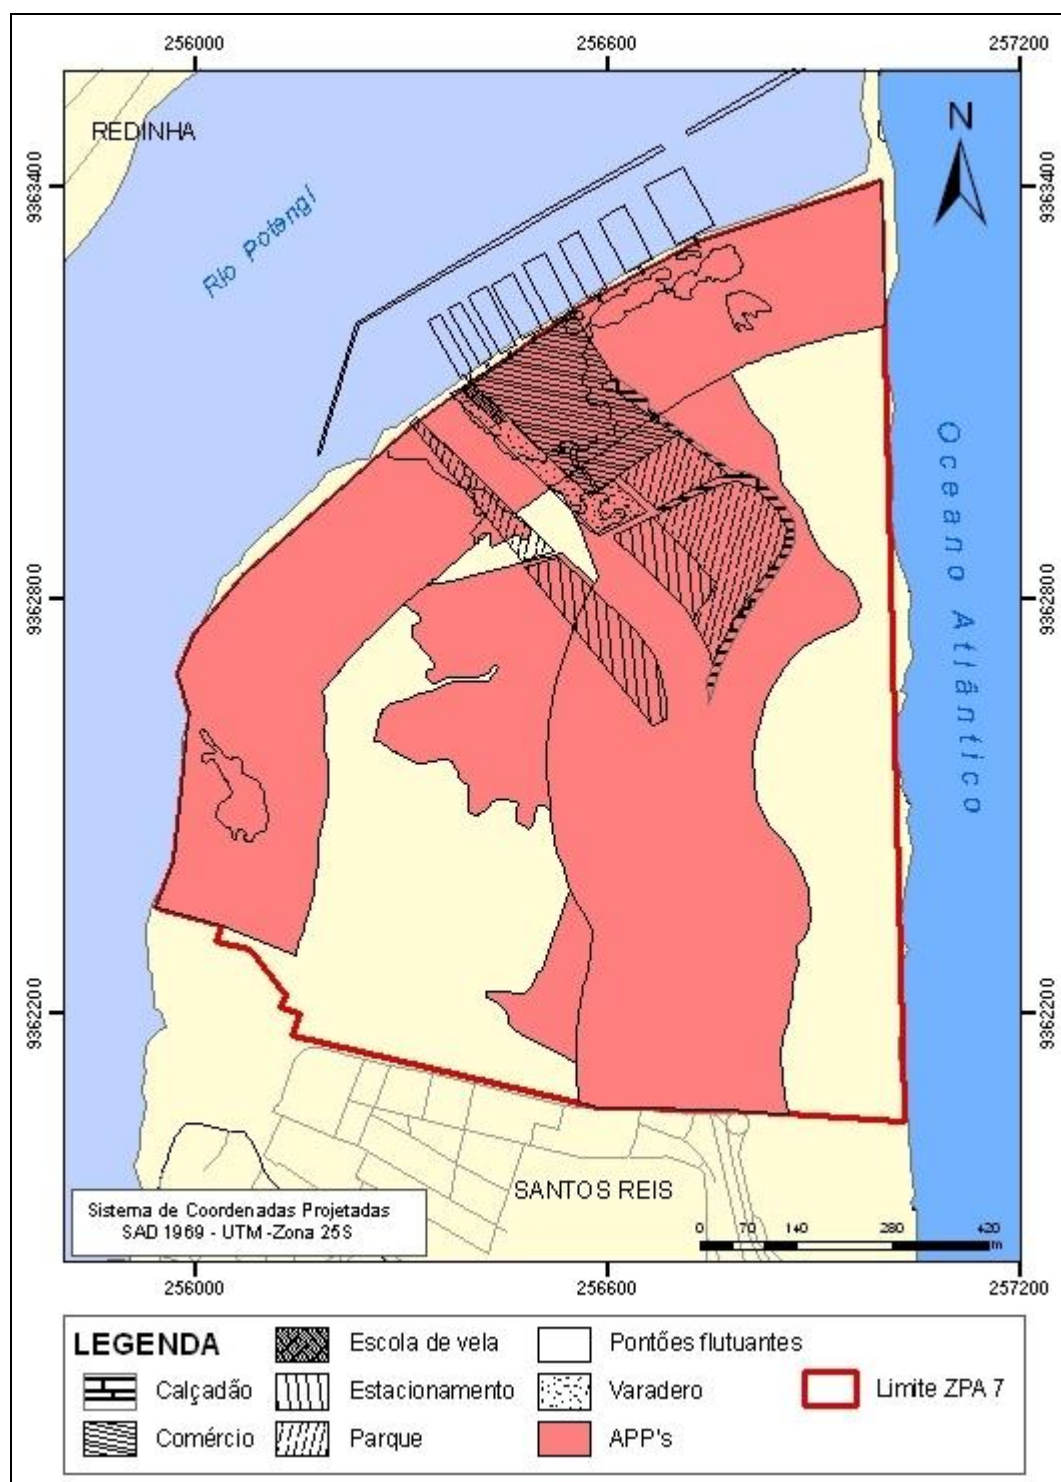 256000
256600
257200
REDINHA
N
9363400
9363400
Rio Potengi
Oceano Atlântico
9362800
9362800
9362200
9362200
SANTOS REIS
Sistema de Coordenadas Projetadas
SAD 1969 - UTM -Zona 25S
0 70 140 280 420
m
256000
256600
257200
LEGENDA
Escola de vela
Pontões flutuantes
Calçadão
Estacionamento
Varadero
Limite ZPA 7
Comércio
Parque
APP's